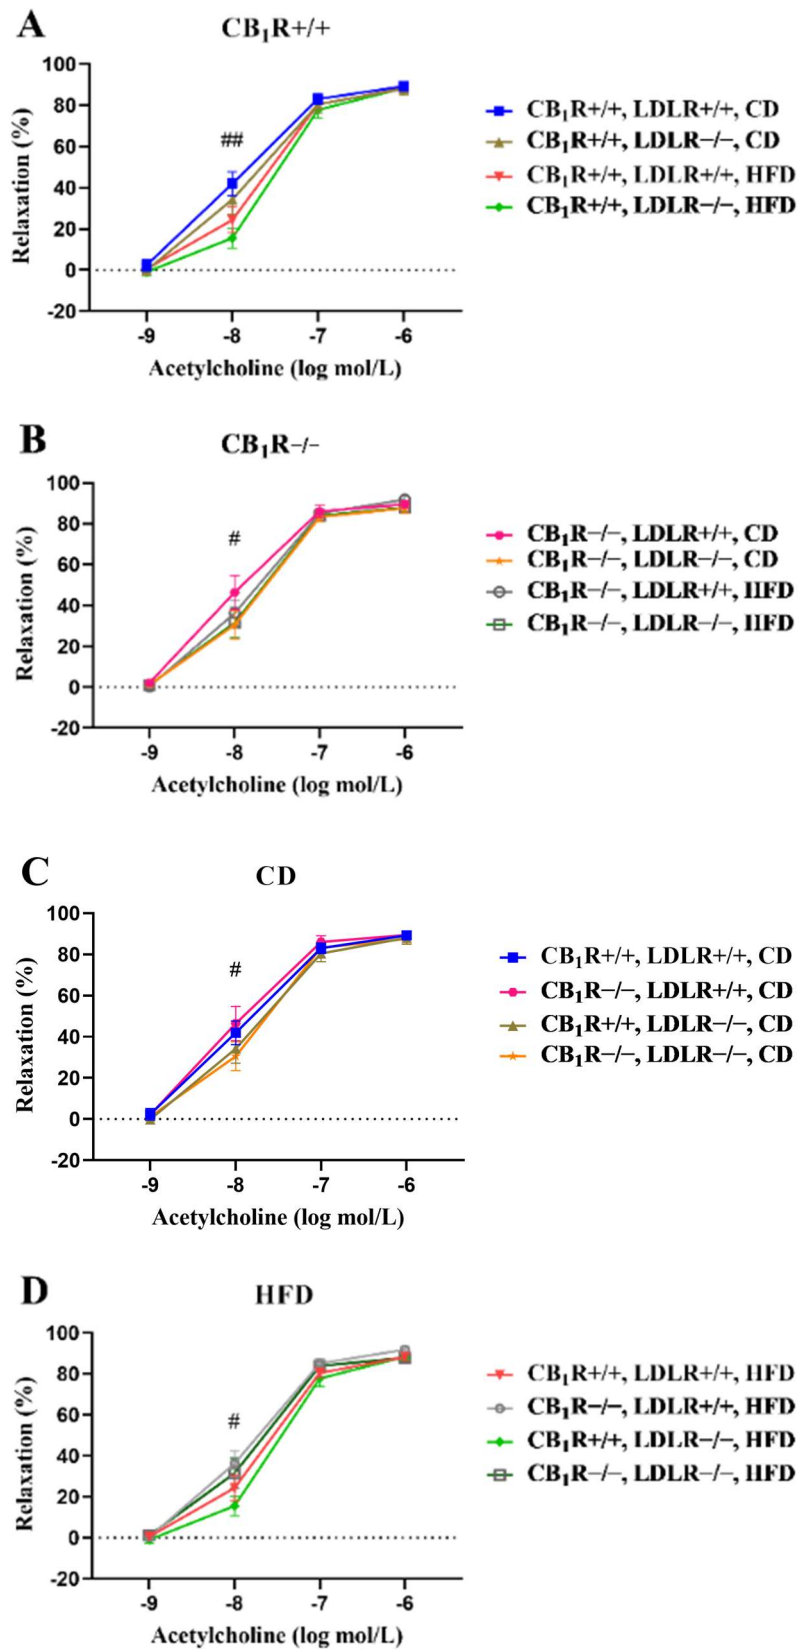 A
CB₁R+/+
100
80
60
40
20
0
-20
Relaxation (%)
##
-9 -8 -7 -6
Acetylcholine (log mol/L)
CB₁R+/+, LDLR+/+, CD
CB₁R+/+, LDLR−/−, CD
CB₁R+/+, LDLR+/+, HFD
CB₁R+/+, LDLR−/−, HFD
B
CB₁R−/−
100
80
60
40
20
0
-20
Relaxation (%)
#
-9 -8 -7 -6
Acetylcholine (log mol/L)
CB₁R−/−, LDLR+/+, CD
CB₁R−/−, LDLR−/−, CD
CB₁R−/−, LDLR+/+, HFD
CB₁R−/−, LDLR−/−, HFD
C
CD
100
80
60
40
20
0
-20
Relaxation (%)
#
-9 -8 -7 -6
Acetylcholine (log mol/L)
CB₁R+/+, LDLR+/+, CD
CB₁R−/−, LDLR+/+, CD
CB₁R+/+, LDLR−/−, CD
CB₁R−/−, LDLR−/−, CD
D
HFD
100
80
60
40
20
0
-20
Relaxation (%)
#
-9 -8 -7 -6
Acetylcholine (log mol/L)
CB₁R+/+, LDLR+/+, HFD
CB₁R−/−, LDLR+/+, HFD
CB₁R+/+, LDLR−/−, HFD
CB₁R−/−, LDLR−/−, HFD